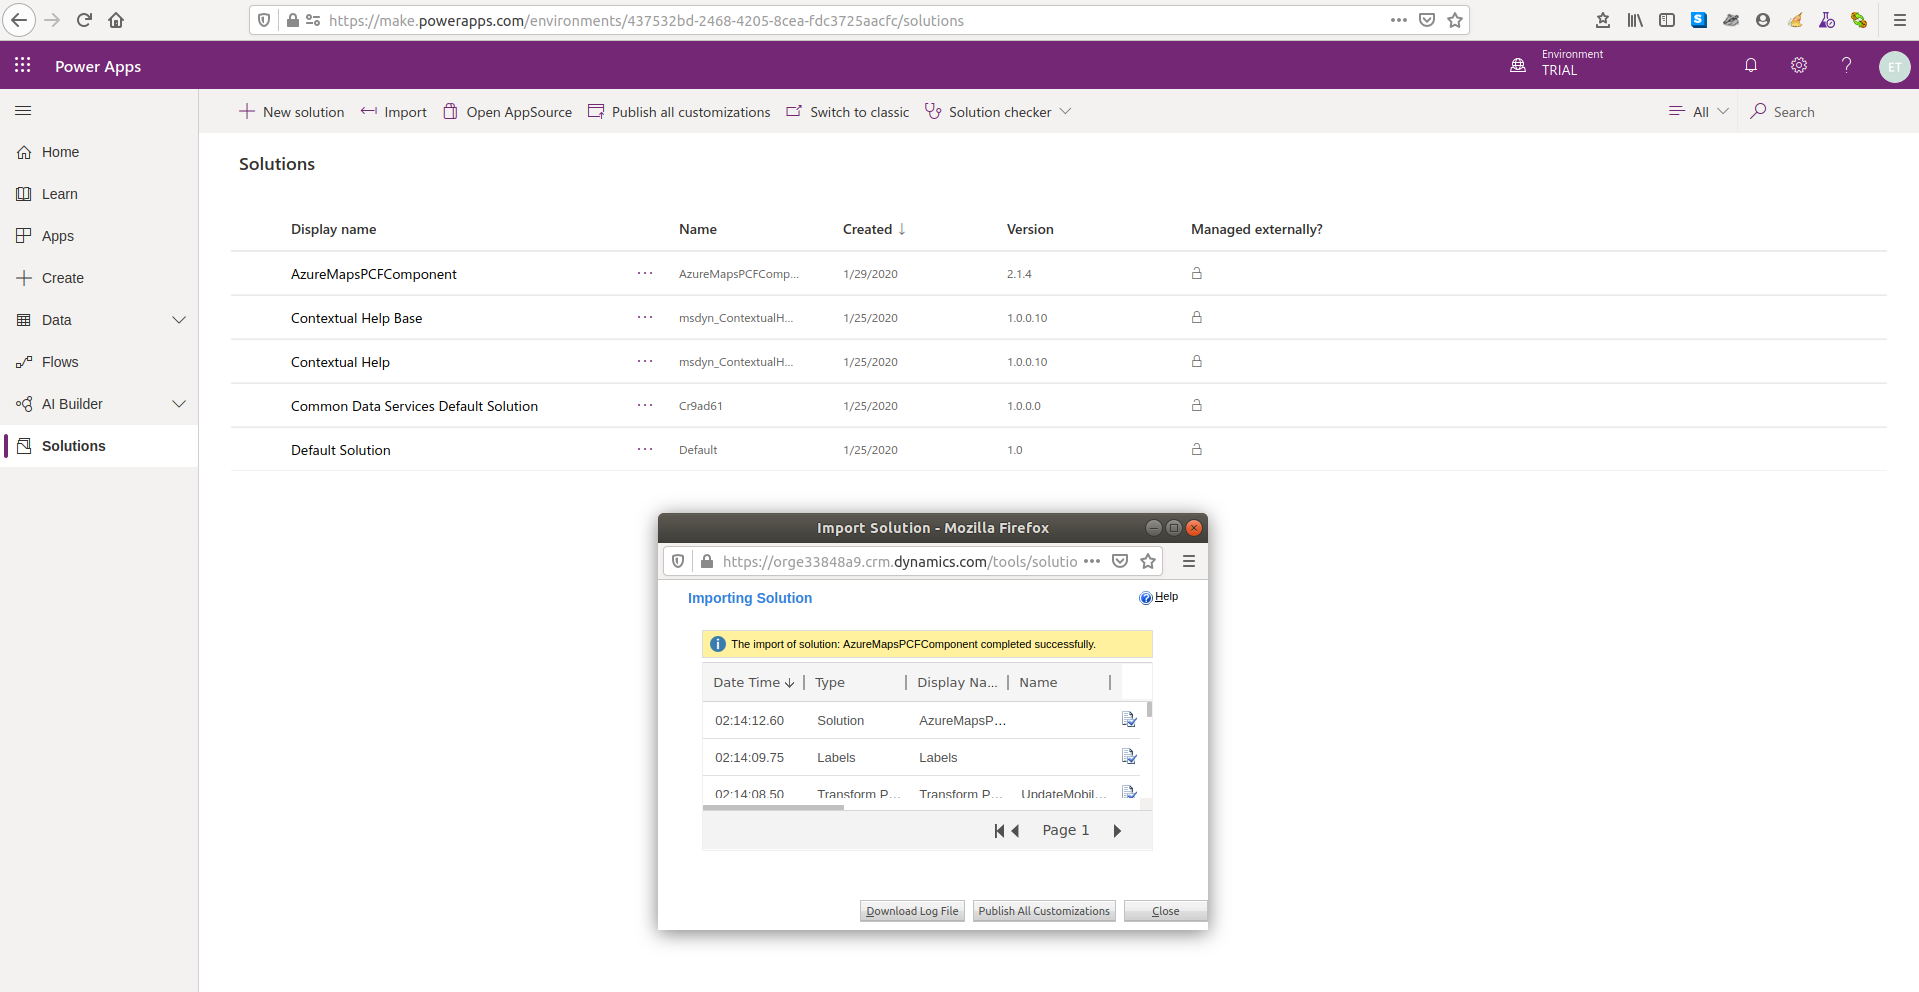 https://make.powerapps.com/environments/437532bd-2468-4205-8cea-fdc3725aacfc/solutions
Power Apps
Environment
TRIAL
ET
New solution Import Open AppSource Publish all customizations Switch to classic Solution checker All Search
Home
Learn
Apps
Create
Data
Flows
AI Builder
Solutions
Solutions
Display name Name Created Version Managed externally?
AzureMapsPCFComponent ... AzureMapsPCFComp... 1/29/2020 2.1.4
Contextual Help Base ... msdyn_ContextualH... 1/25/2020 1.0.0.10
Contextual Help ... msdyn_ContextualH... 1/25/2020 1.0.0.10
Common Data Services Default Solution ... Cr9ad61 1/25/2020 1.0.0.0
Default Solution ... Default 1/25/2020 1.0
Import Solution - Mozilla Firefox
https://orge33848a9.crm.dynamics.com/tools/solutio
Importing Solution
Help
The import of solution: AzureMapsPCFComponent completed successfully.
Date Time Type Display Na... Name
02:14:12.60 Solution AzureMapsP...
02:14:09.75 Labels Labels
02:14:08.50 Transform P... Transform P... UpdateMobil...
Page 1
Download Log File Publish All Customizations Close